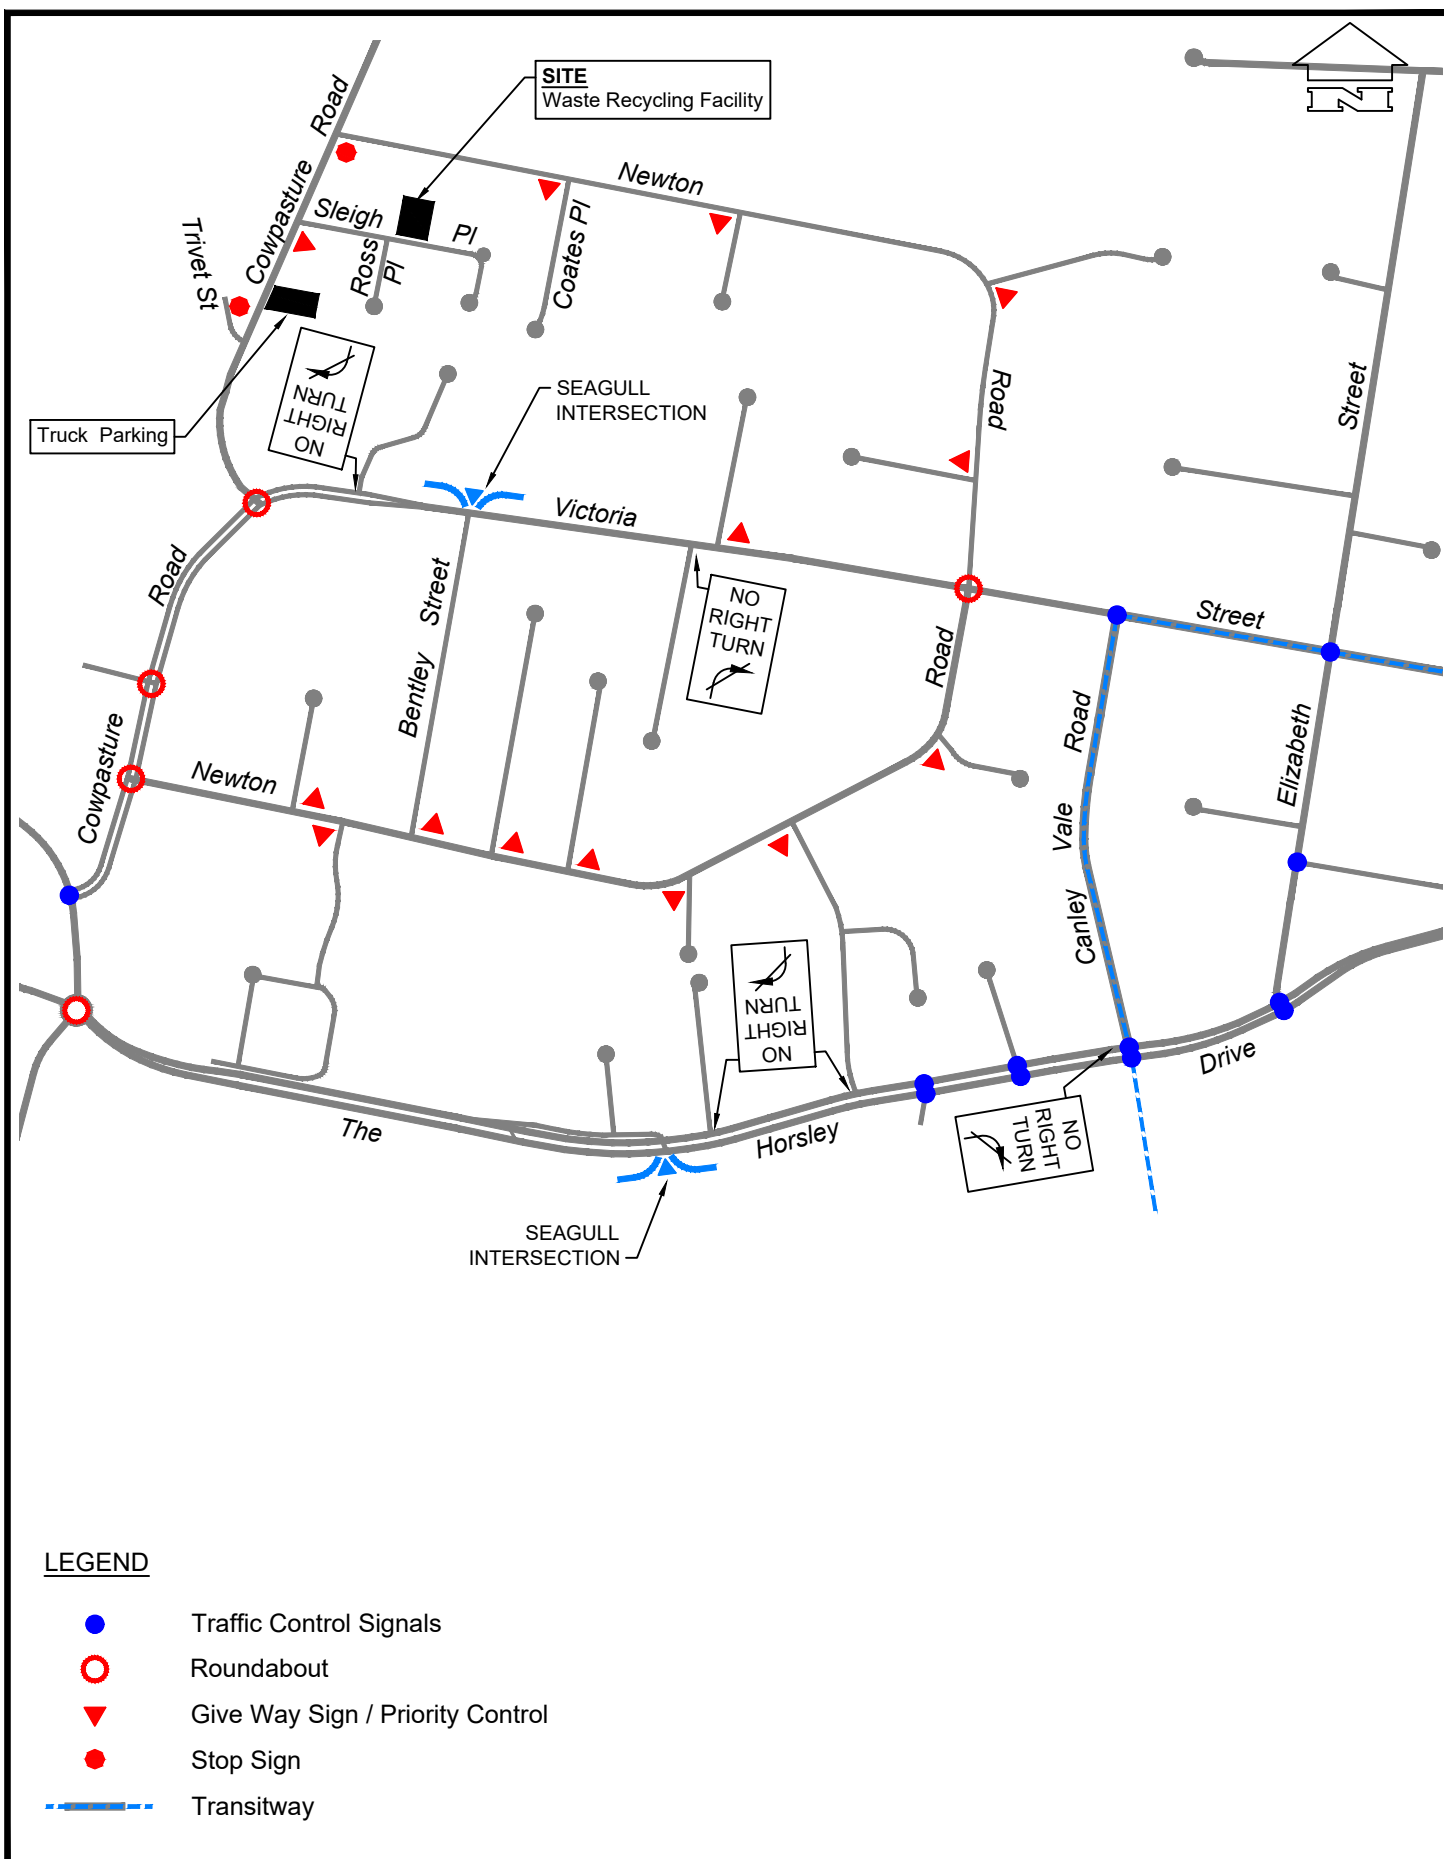 SITE
Waste Recycling Facility
N
Road
Cowpasture
Newton
Sleigh
Pl
Ross
Pl
Coates Pl
Trivet St
Truck Parking
NO
RIGHT
TURN
SEAGULL
INTERSECTION
Road
Street
Victoria
Street
Road
Cowpasture
Bentley
Street
NO
RIGHT
TURN
Road
Road
Vale
Canley
Elizabeth
Newton
NO
RIGHT
TURN
NO
RIGHT
TURN
The
Horsley
Drive
SEAGULL
INTERSECTION
LEGEND
Traffic Control Signals
Roundabout
Give Way Sign / Priority Control
Stop Sign
Transitway